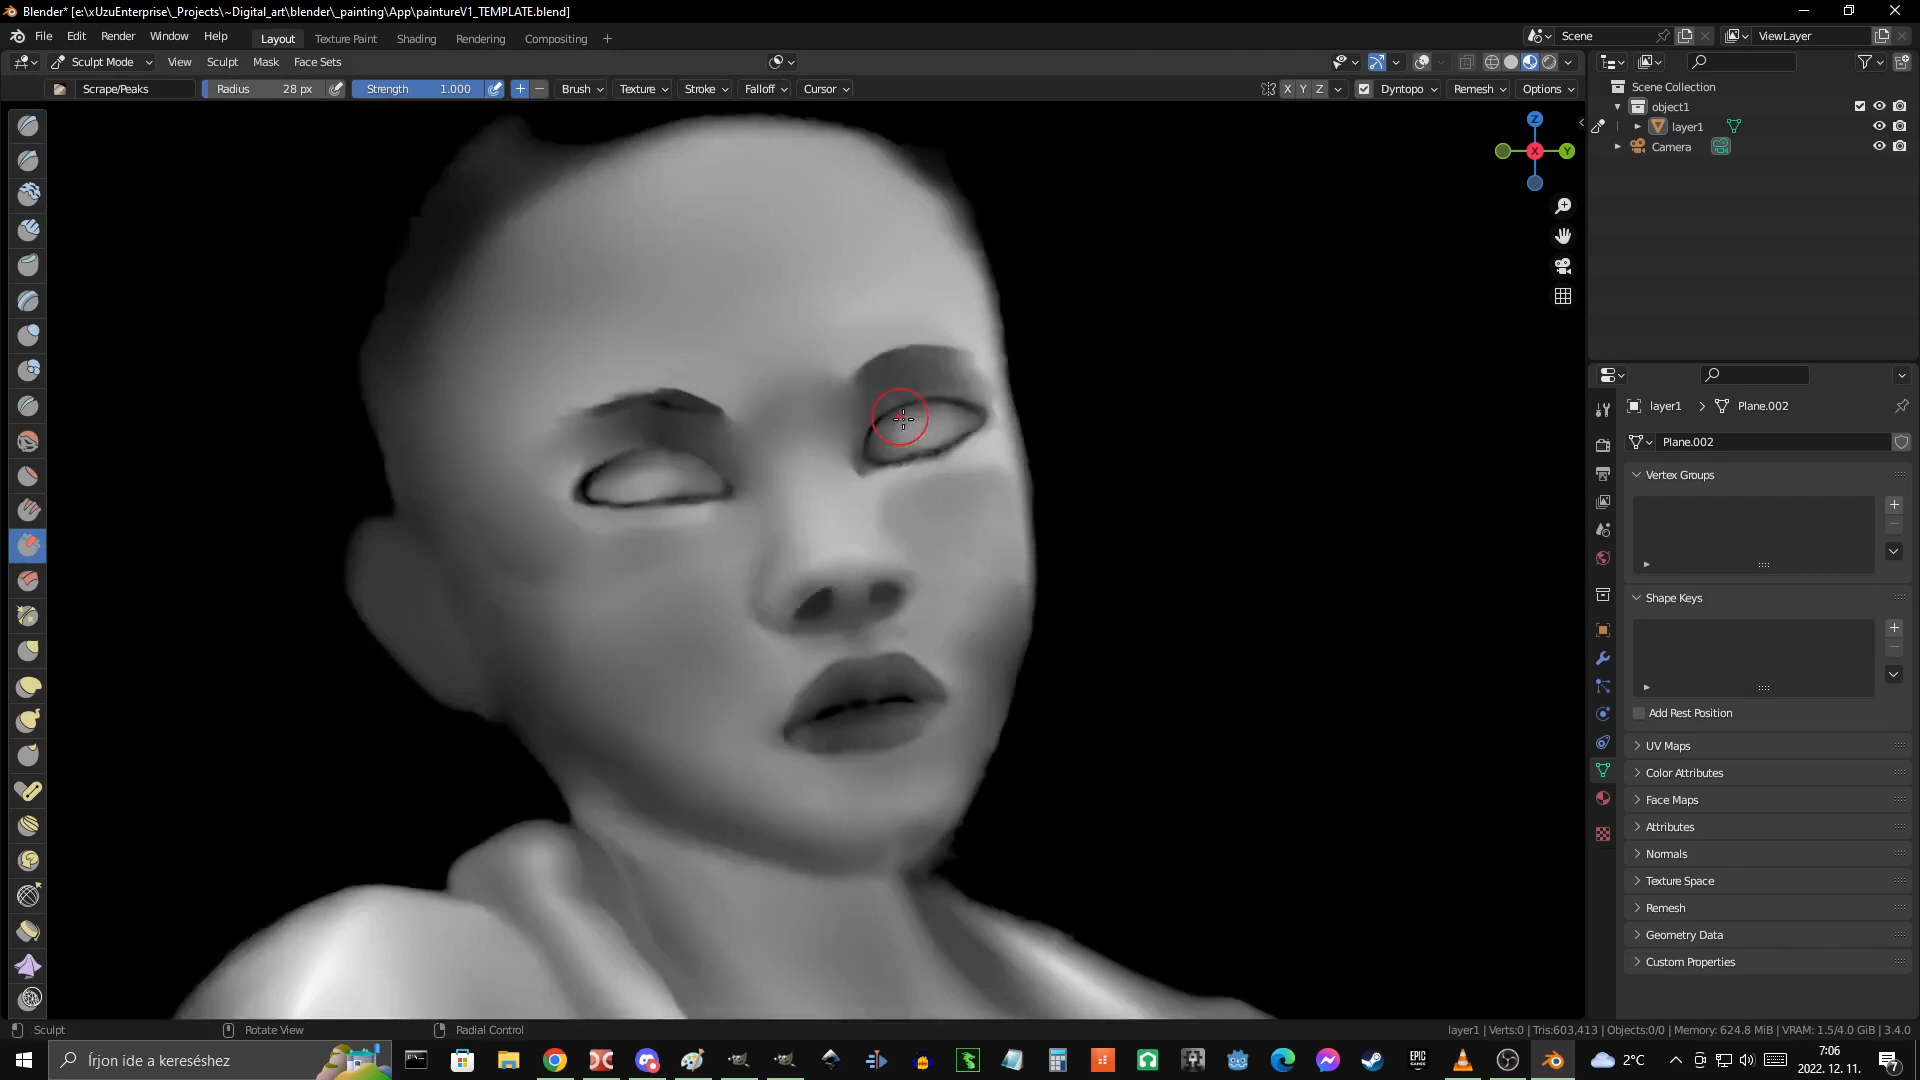 Blender* [e:\xUzuEnterprise\_Projects\~Digital_art\blender\_painting\App\paintureV1_TEMPLATE.blend]
File Edit Render Window Help Layout Texture Paint Shading Rendering Compositing + Scene ViewLayer
Sculpt Mode View Sculpt Mask Face Sets
Scrape/Peaks Radius 28 px Strength 1.000 Brush Texture Stroke Falloff Cursor X Y Z Dyntopo Remesh Options
Scene Collection
object1
layer1
Camera
Z
X Y
layer1 > Plane.002
Plane.002
Vertex Groups
Shape Keys
Add Rest Position
UV Maps
Color Attributes
Face Maps
Attributes
Normals
Texture Space
Remesh
Geometry Data
Custom Properties
Sculpt Rotate View Radial Control layer1 | Verts:0 | Tris:603,413 | Objects:0/0 | Memory: 624.8 MiB | VRAM: 1.5/4.0 GiB | 3.4.0
Írjon ide a kereséshez
EPIC GAMES
2°C
7:06
2022. 12. 11.
7